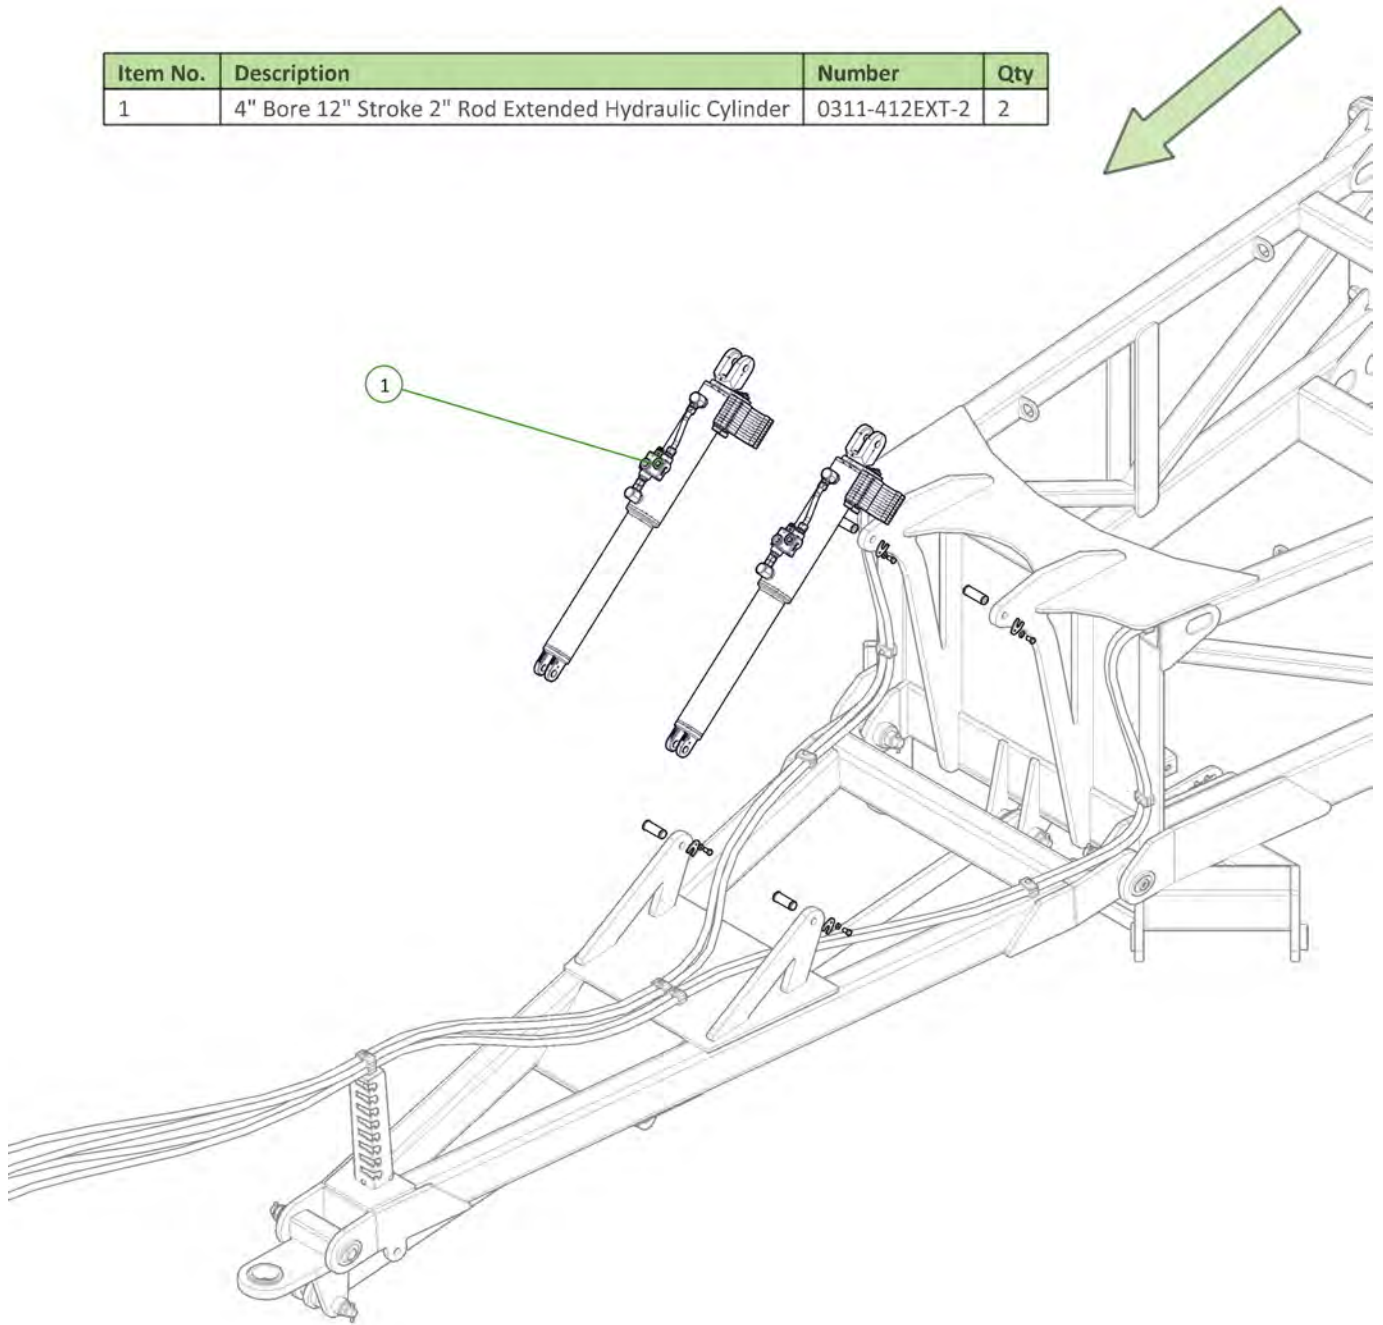 Item No. Description Number Qty
1 4" Bore 12" Stroke 2" Rod Extended Hydraulic Cylinder 0311-412EXT-2 2
1